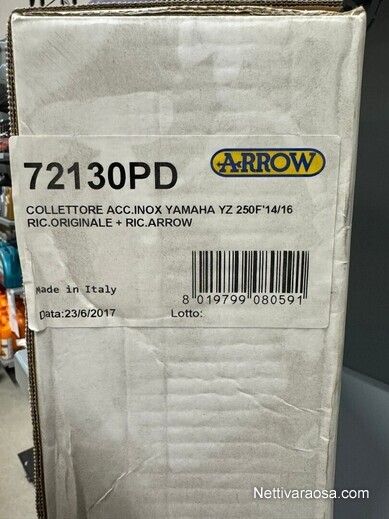 ARROW
72130PD
COLLETTORE ACC.INOX YAMAHA YZ 250F'14/16
RIC.ORIGINALE + RIC.ARROW
Made in Italy
8 019799 080591
Data:23/6/2017 Lotto:
Nettivaraosa.com